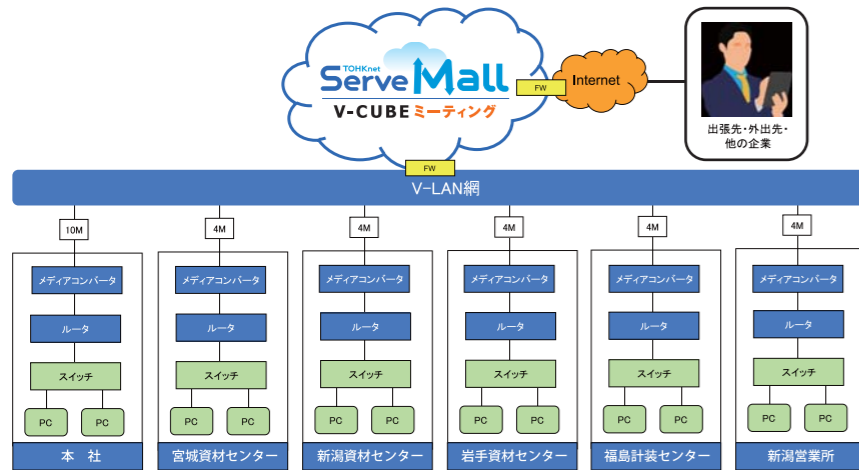 TOHKnet
ServeMall
V-CUBE ミーティング
FW
Internet
出張先・外出先・
他の企業
FW
V-LAN網
10M
4M
4M
4M
4M
4M
メディアコンバータ
メディアコンバータ
メディアコンバータ
メディアコンバータ
メディアコンバータ
メディアコンバータ
ルータ
ルータ
ルータ
ルータ
ルータ
ルータ
スイッチ
スイッチ
スイッチ
スイッチ
スイッチ
スイッチ
PC
PC
PC
PC
PC
PC
PC
PC
PC
PC
PC
PC
本 社
宮城資材センター
新潟資材センター
岩手資材センター
福島計装センター
新潟営業所